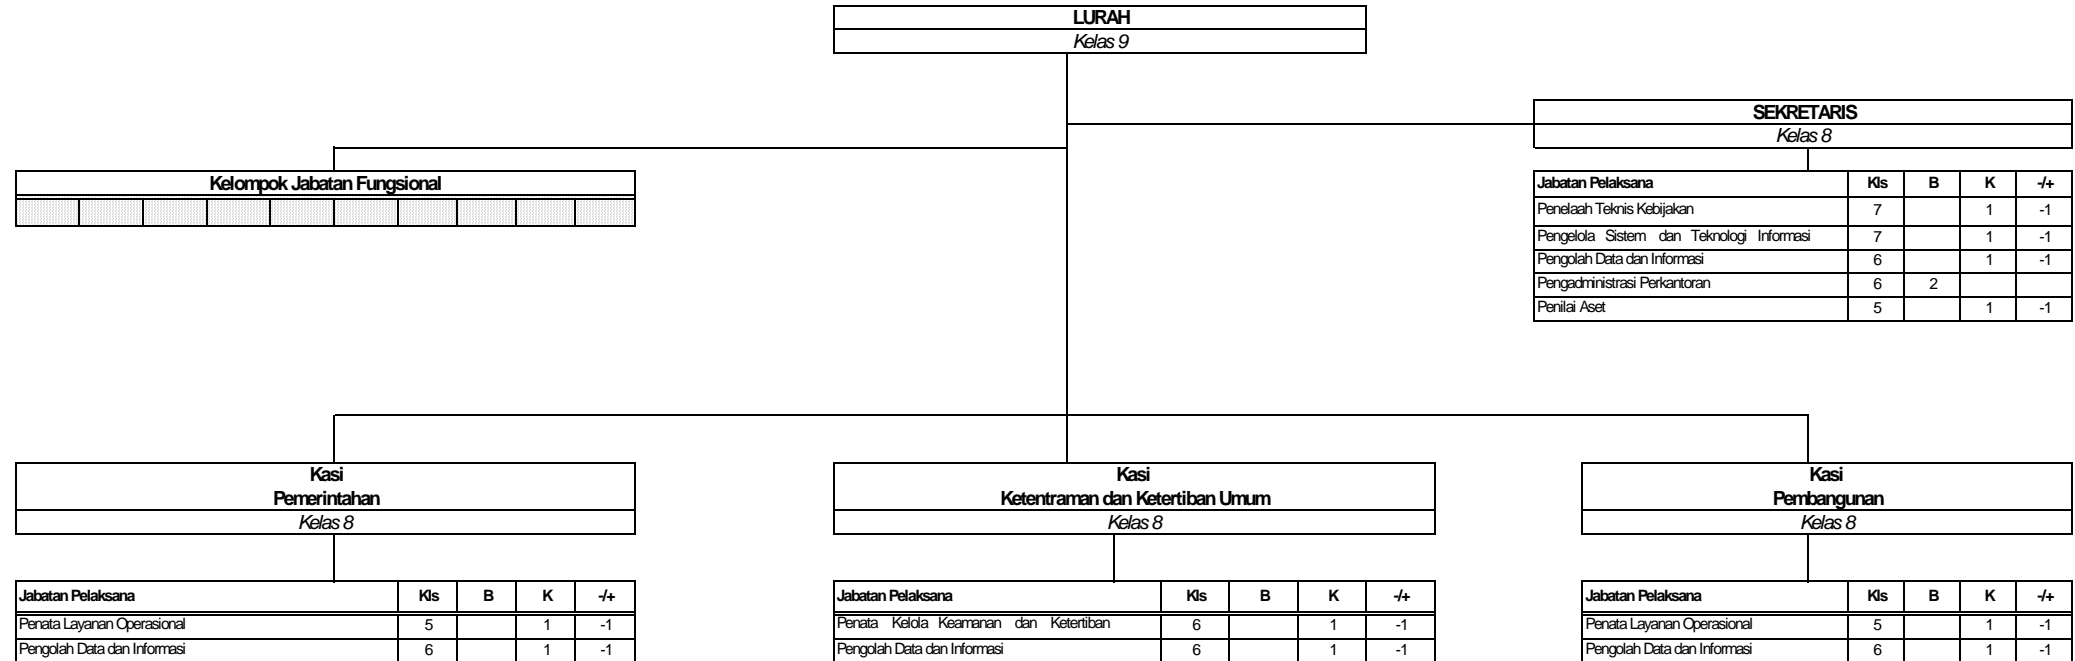 LURAH
Kelas 9
SEKRETARIS
Kelas 8
Kelompok Jabatan Fungsional
Jabatan Pelaksana Kls B K -/+
Penelaah Teknis Kebijakan 7 1 -1
Pengelola Sistem dan Teknologi Informasi 7 1 -1
Pengolah Data dan Informasi 6 1 -1
Pengadministrasi Perkantoran 6 2
Penilai Aset 5 1 -1
Kasi
Pemerintahan
Kelas 8
Jabatan Pelaksana Kls B K -/+
Penata Layanan Operasional 5 1 -1
Pengolah Data dan Informasi 6 1 -1
Kasi
Ketentraman dan Ketertiban Umum
Kelas 8
Jabatan Pelaksana Kls B K -/+
Penata Kelola Keamanan dan Ketertiban 6 1 -1
Pengolah Data dan Informasi 6 1 -1
Kasi
Pembangunan
Kelas 8
Jabatan Pelaksana Kls B K -/+
Penata Layanan Operasional 5 1 -1
Pengolah Data dan Informasi 6 1 -1